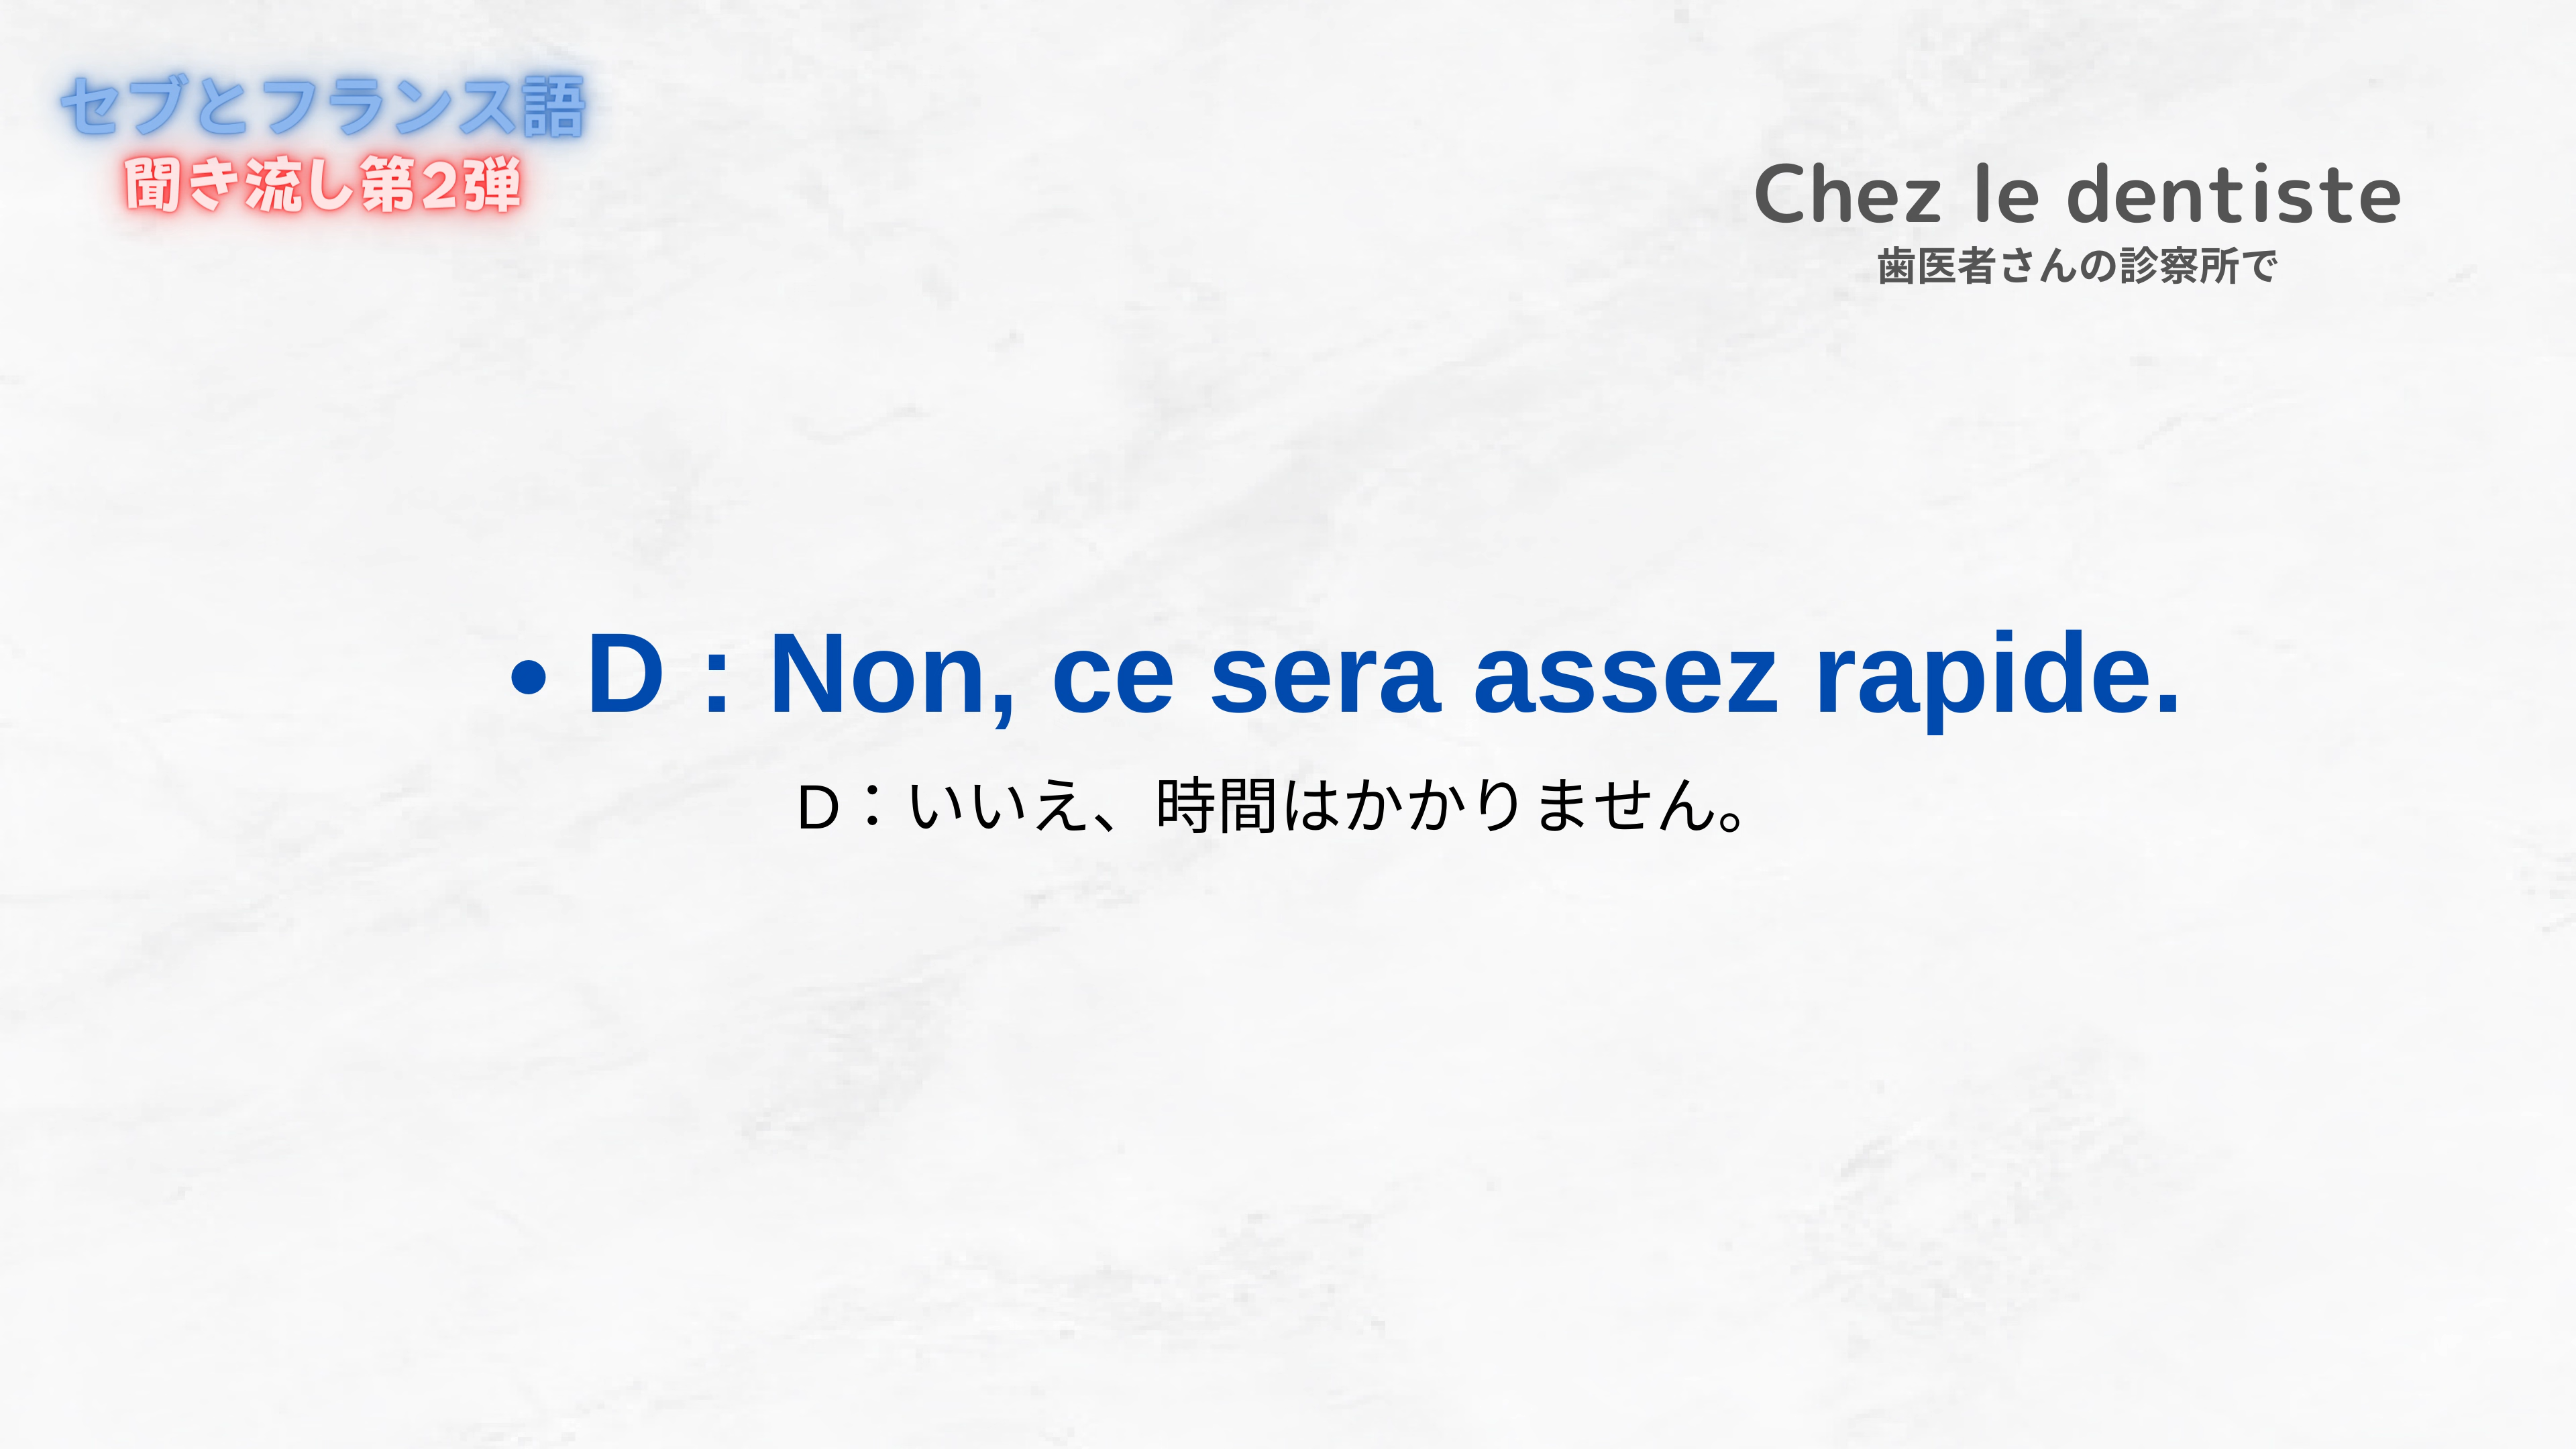 セブとフランス語
聞き流し第2弾
Chez le dentiste
歯医者さんの診察所で
• D : Non, ce sera assez rapide.
D：いいえ、時間はかかりません。